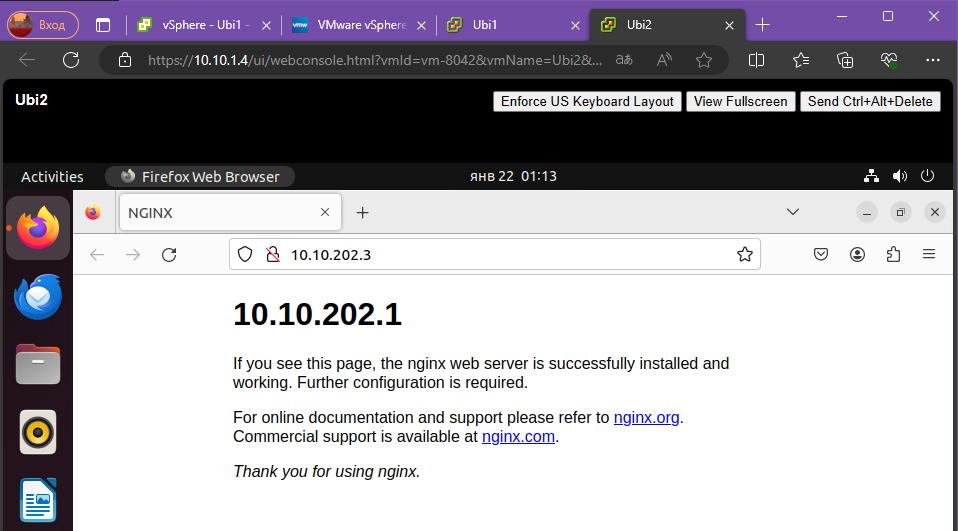 Вход
vSphere - Ubi1 -
vmw
VMware vSphere
Ubi1
Ubi2
https://10.10.1.4/ui/webconsole.html?vmId=vm-8042&vmName=Ubi2&...
Ubi2
Enforce US Keyboard Layout
View Fullscreen
Send Ctrl+Alt+Delete
Activities
Firefox Web Browser
янв 22 01:13
NGINX
10.10.202.3
10.10.202.1
If you see this page, the nginx web server is successfully installed and
working. Further configuration is required.
For online documentation and support please refer to nginx.org.
Commercial support is available at nginx.com.
Thank you for using nginx.